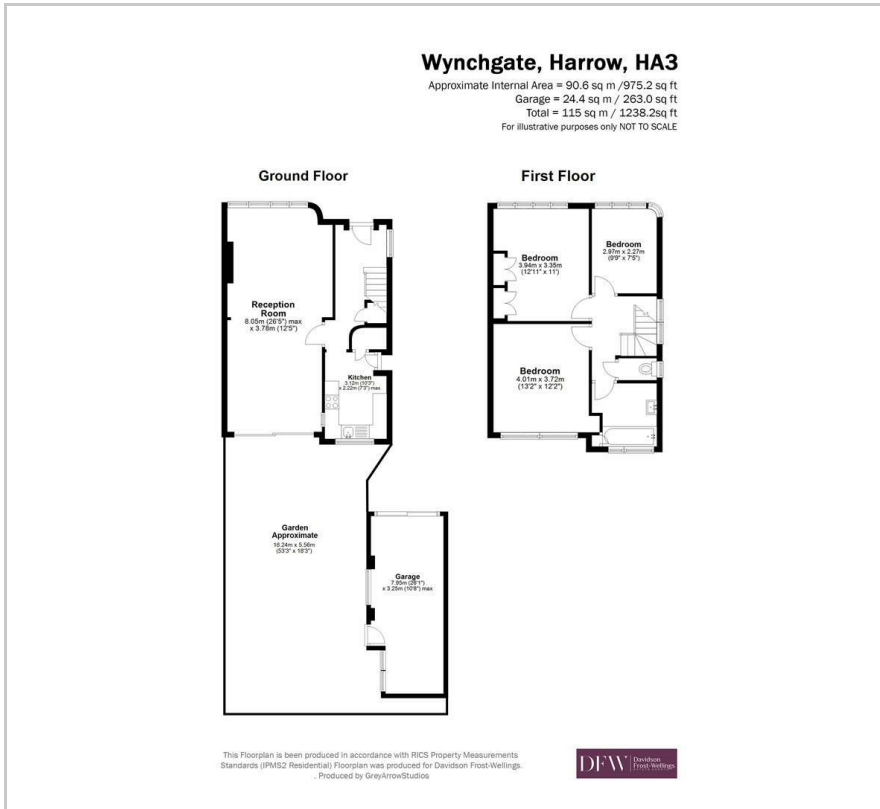 Wynchgate, Harrow, HA3
Approximate Internal Area = 90.6 sq m /975.2 sq ft
Garage = 24.4 sq m / 263.0 sq ft
Total = 115 sq m / 1238.2sq ft
For illustrative purposes only NOT TO SCALE
Ground Floor
First Floor
Reception
Room
8.05m (26'5") max
x 3.78m (12'5")
Kitchen
3.12m (10'3")
x 2.22m (7'3") max
Garden
Approximate
16.24m x 5.56m
(53'3" x 18'3")
Garage
7.95m (26'1")
x 3.25m (10'8") max
Bedroom
3.94m x 3.35m
(12'11" x 11')
Bedroom
2.97m x 2.27m
(9'9" x 7'5")
Bedroom
4.01m x 3.72m
(13'2" x 12'2")
This Floorplan is been produced in accordance with RICS Property Measurements
Standards (IPMS2 Residential) Floorplan was produced for Davidson Frost-Wellings.
. Produced by GreyArrowStudios
DFW
Davidson
Frost-Wellings